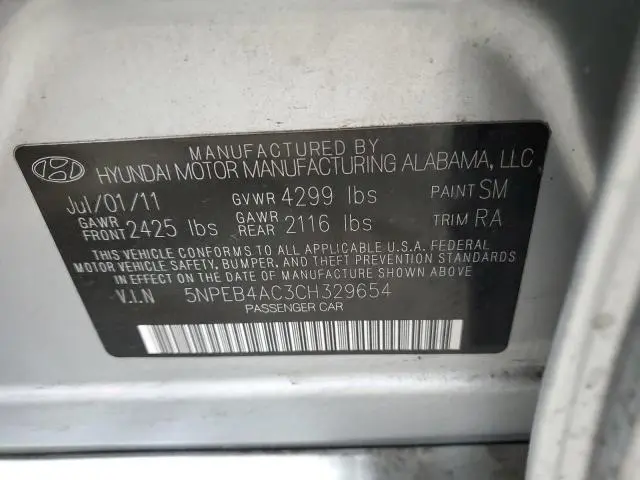 MANUFACTURED BY
HYUNDAI MOTOR MANUFACTURING ALABAMA, LLC
Jul/01/11 GVWR 4299 lbs PAINT SM
GAWR FRONT 2425 lbs GAWR REAR 2116 lbs TRIM RA
THIS VEHICLE CONFORMS TO ALL APPLICABLE U.S.A. FEDERAL
MOTOR VEHICLE SAFETY, BUMPER, AND THEFT PREVENTION STANDARDS
IN EFFECT ON THE DATE OF MANUFACTURE SHOWN ABOVE.
V.I.N 5NPEB4AC3CH329654
PASSENGER CAR